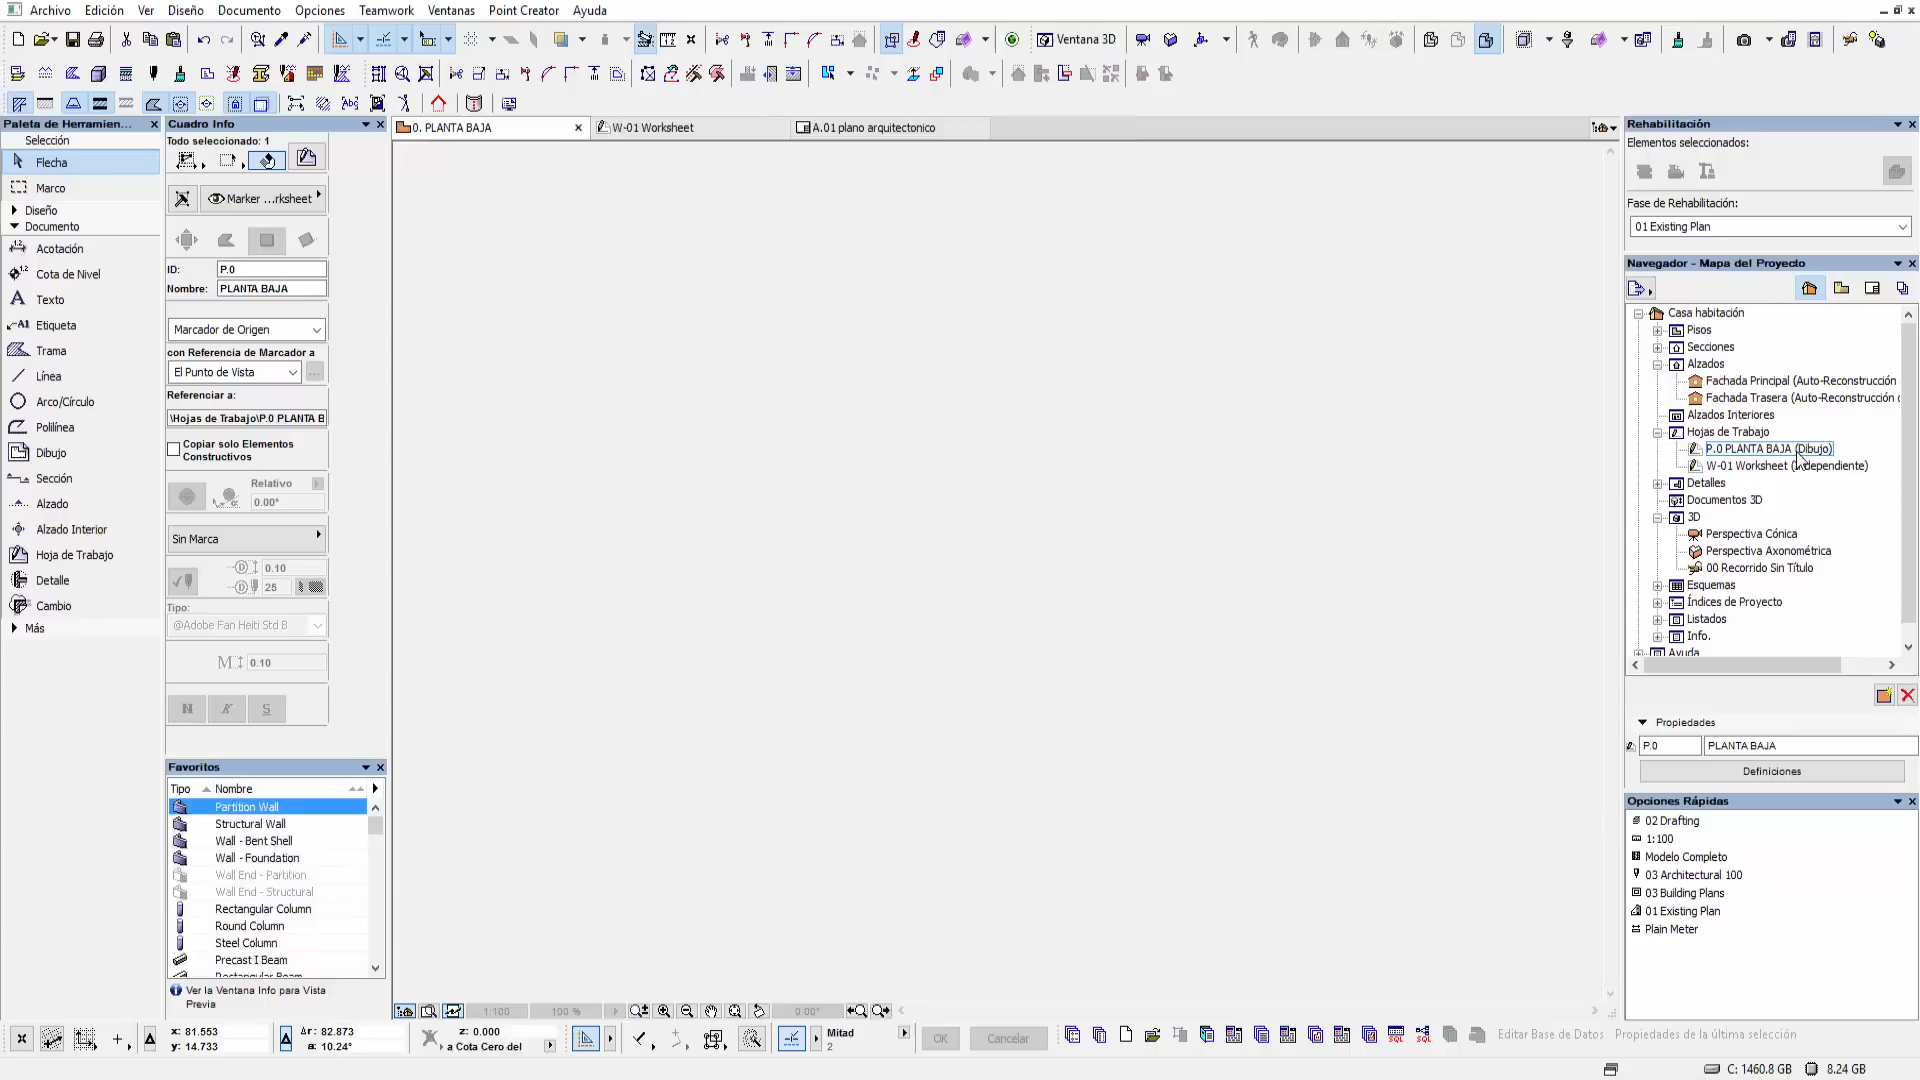 Archivo Edición Ver Diseño Documento Opciones Teamwork Ventanas Point Creator Ayuda
Ventana 3D
Paleta de Herramien...
Selección
Flecha
Marco
Diseño
Documento
Acotación
Cota de Nivel
Texto
Etiqueta
Trama
Línea
Arco/Círculo
Polilínea
Dibujo
Sección
Alzado
Alzado Interior
Hoja de Trabajo
Detalle
Cambio
Más
Cuadro Info
Todo seleccionado: 1
Marker ...rksheet
ID: P.0
Nombre: PLANTA BAJA
Marcador de Origen
con Referencia de Marcador a
El Punto de Vista
Referenciar a:
\Hojas de Trabajo\P.0 PLANTA B
Copiar solo Elementos
Constructivos
Relativo
0.00°
Sin Marca
0.10
25
Tipo:
@Adobe Fan Heiti Std B
0.10
Favoritos
Tipo Nombre
Partition Wall
Structural Wall
Wall - Bent Shell
Wall - Foundation
Wall End - Partition
Wall End - Structural
Rectangular Column
Round Column
Steel Column
Precast I Beam
Rectangular Beam
Ver la Ventana Info para Vista
Previa
0. PLANTA BAJA W-01 Worksheet A.01 plano arquitectonico
1:100 100 % 0.00°
Rehabilitación
Elementos seleccionados:
Fase de Rehabilitación:
01 Existing Plan
Navegador - Mapa del Proyecto
Casa habitación
Pisos
Secciones
Alzados
Fachada Principal (Auto-Reconstrucción
Fachada Trasera (Auto-Reconstrucción
Alzados Interiores
Hojas de Trabajo
P.0 PLANTA BAJA (Dibujo)
W-01 Worksheet (Independiente)
Detalles
Documentos 3D
3D
Perspectiva Cónica
Perspectiva Axonométrica
00 Recorrido Sin Título
Esquemas
Índices de Proyecto
Listados
Info.
Ayuda
Propiedades
P.0 PLANTA BAJA
Definiciones
Opciones Rápidas
02 Drafting
1:100
Modelo Completo
03 Architectural 100
03 Building Plans
01 Existing Plan
Plain Meter
x: 81.553
y: 14.733
Δr: 82.873
a: 10.24°
z: 0.000
a Cota Cero del
Mitad
2
OK Cancelar
Editar Base de Datos Propiedades de la última selección
C: 1460.8 GB 8.24 GB